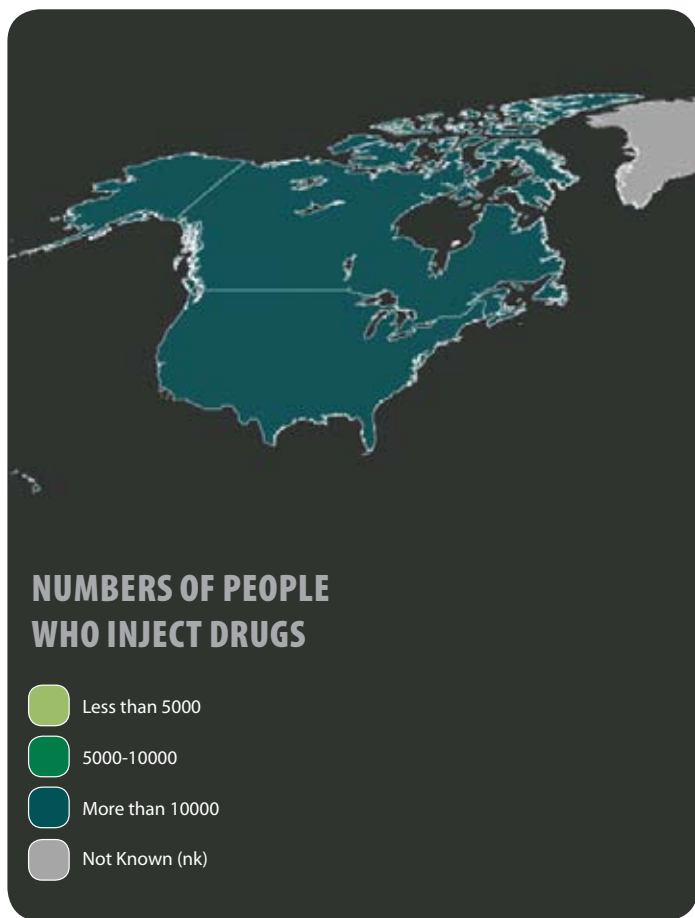 NUMBERS OF PEOPLE
WHO INJECT DRUGS
Less than 5000
5000-10000
More than 10000
Not Known (nk)